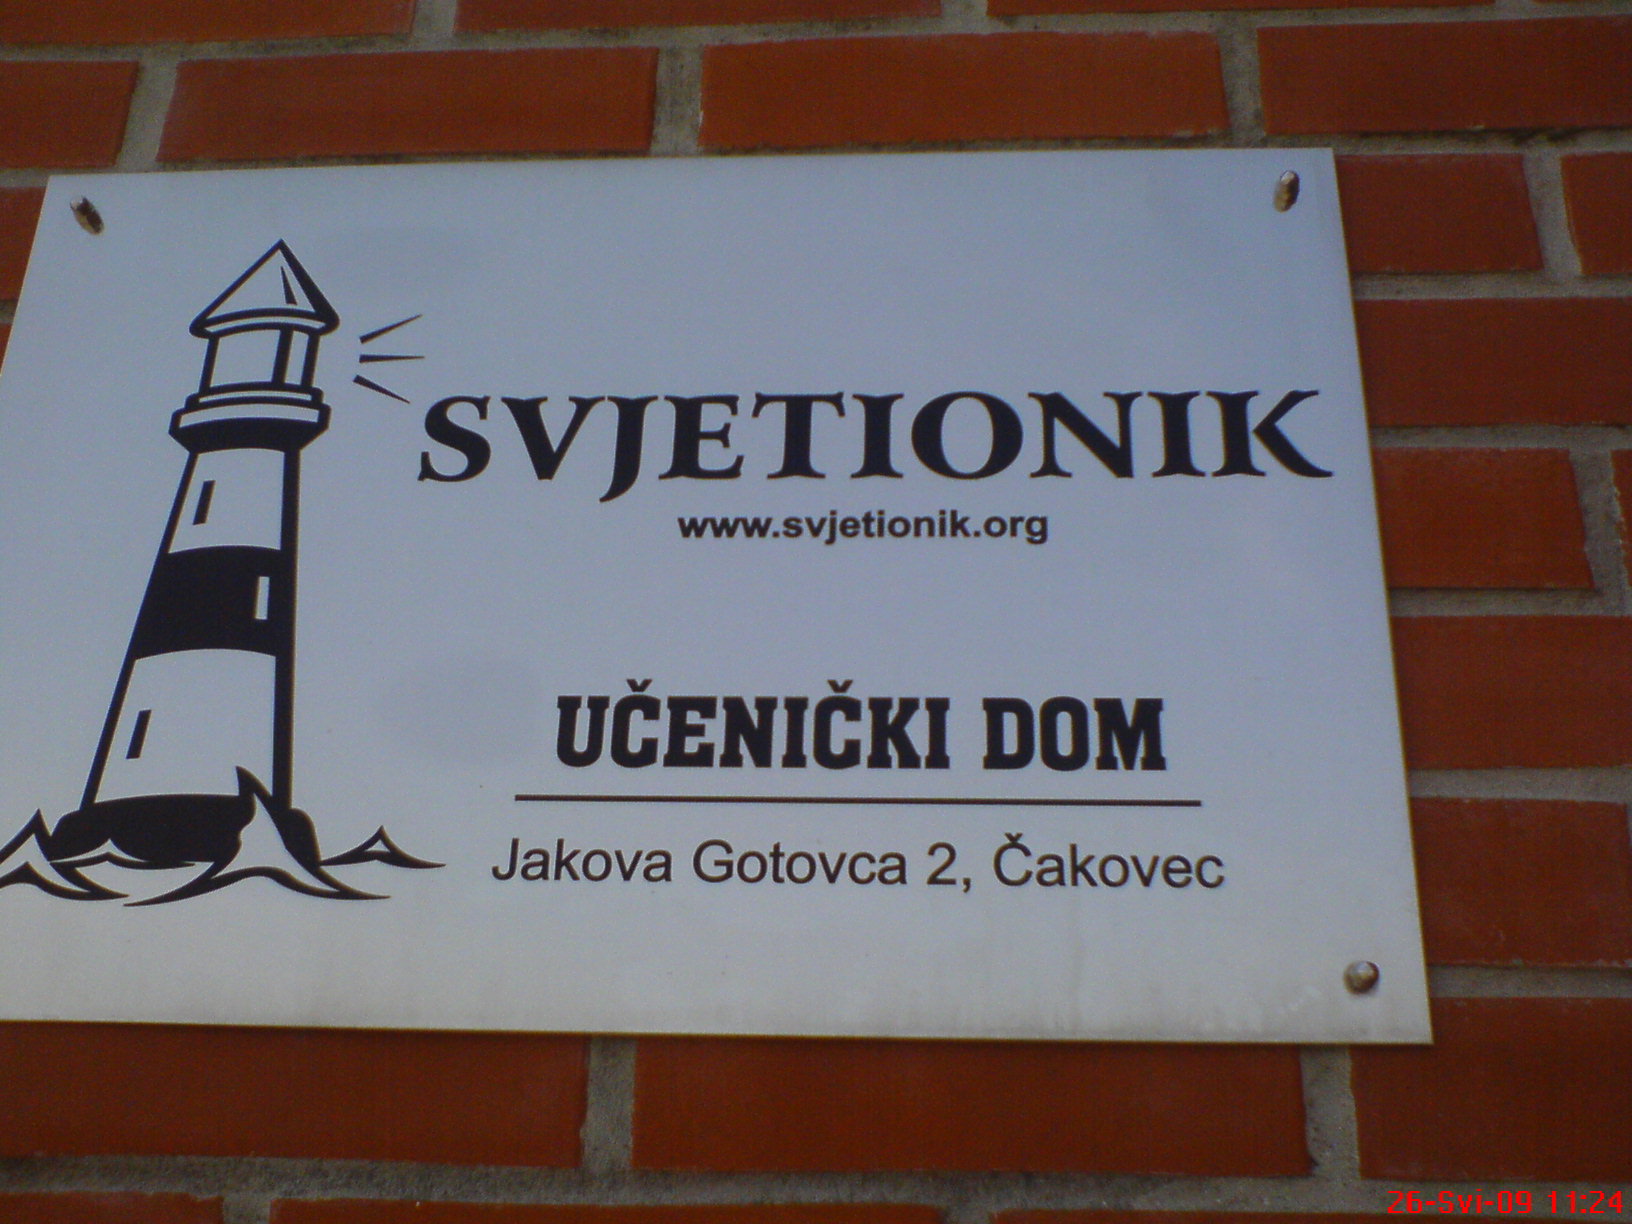 SVJETIONIK
www.svjetionik.org
UČENIČKI DOM
Jakova Gotovca 2, Čakovec
26-Svi-09 11:24